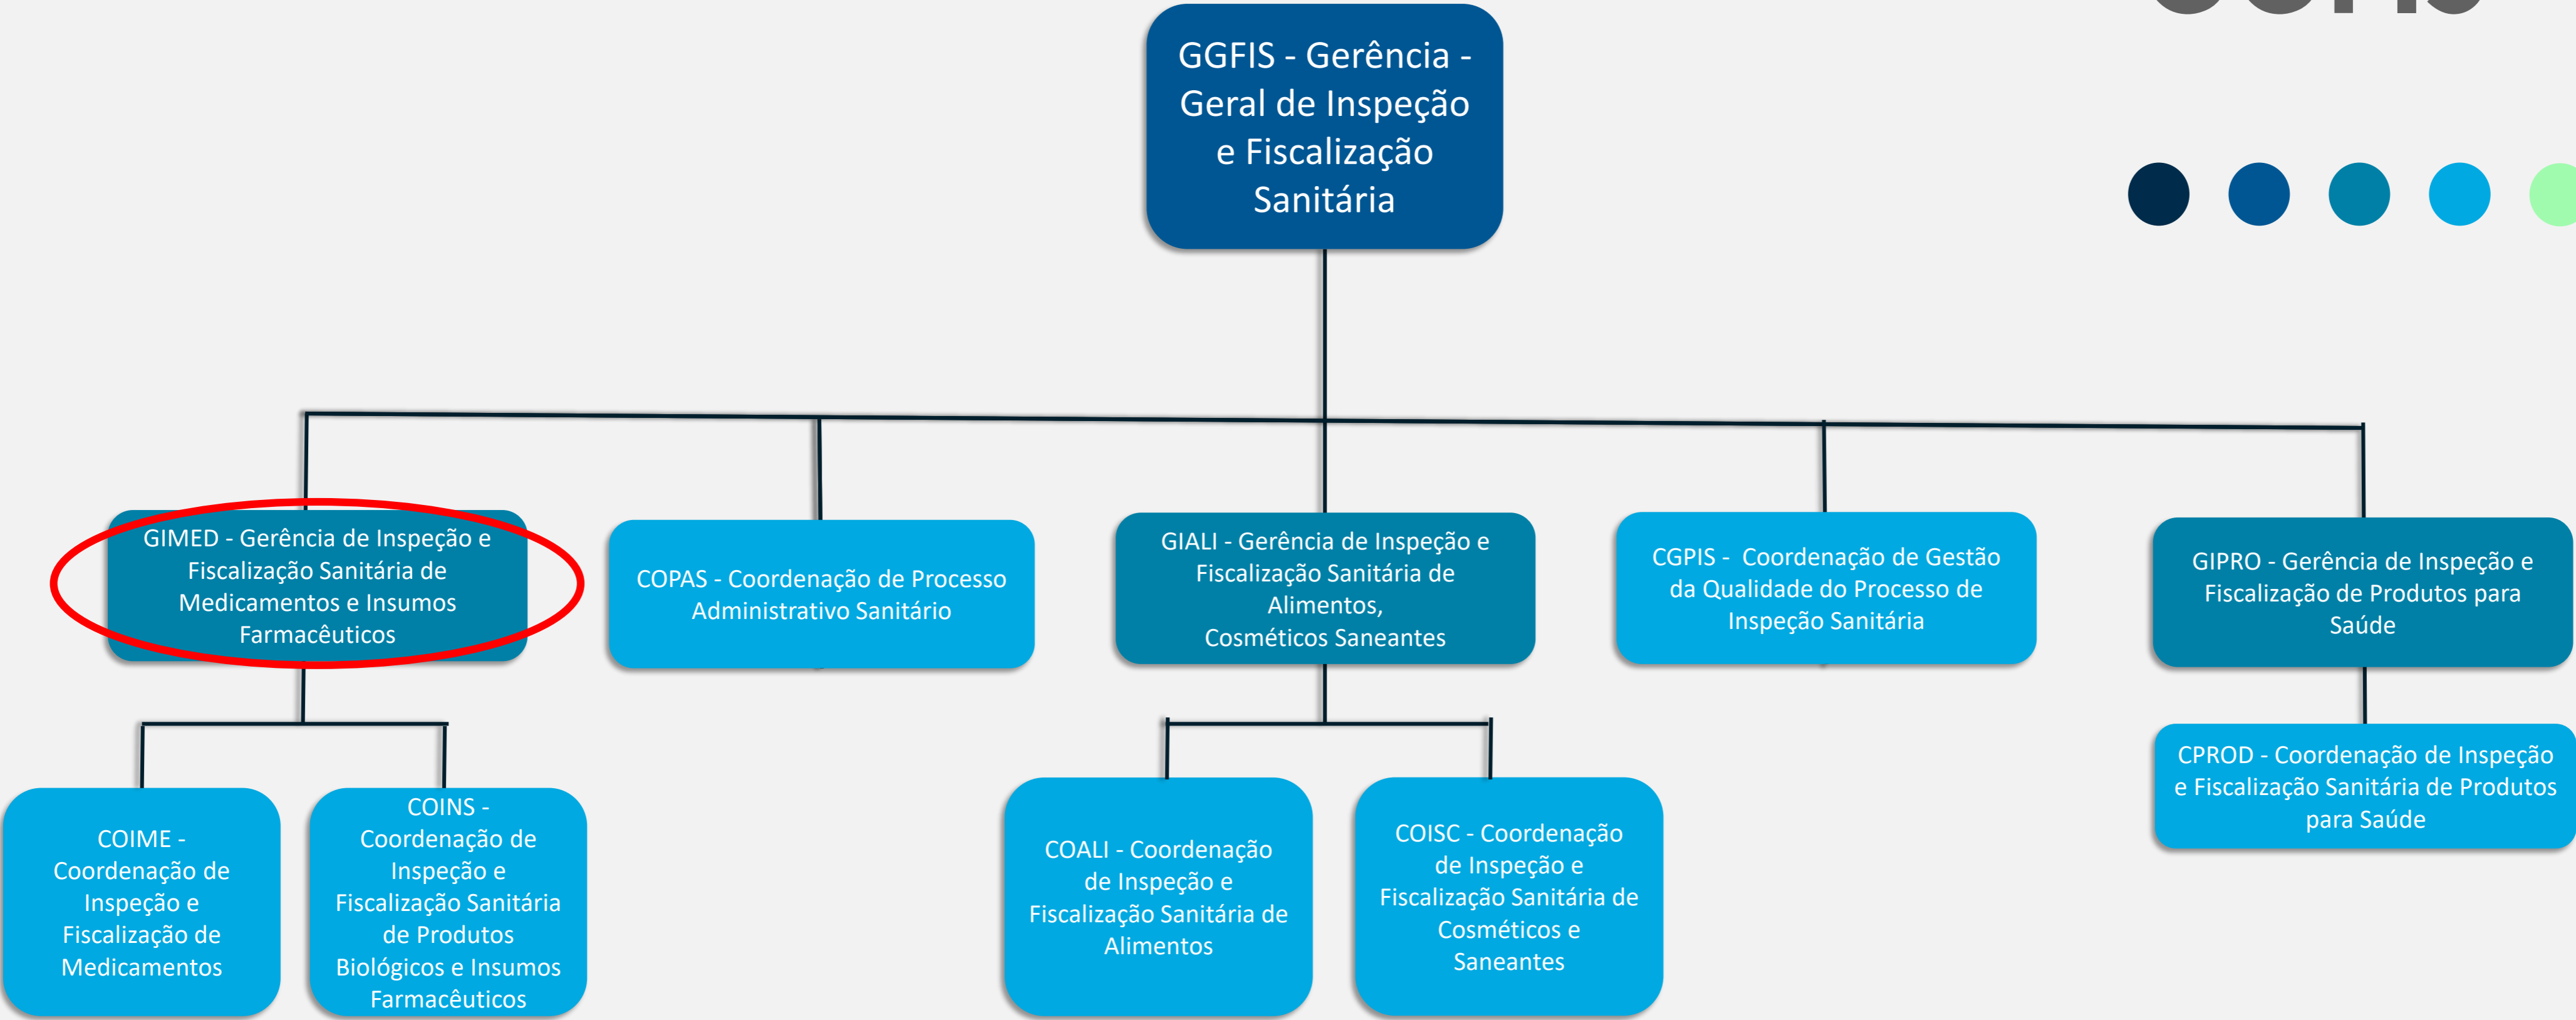 GGFIS - Gerência -
Geral de Inspeção
e Fiscalização
Sanitária
GIMED - Gerência de Inspeção e
Fiscalização Sanitária de
Medicamentos e Insumos
Farmacêuticos
COPAS - Coordenação de Processo
Administrativo Sanitário
GIALI - Gerência de Inspeção e
Fiscalização Sanitária de
Alimentos,
Cosméticos Saneantes
CGPIS -  Coordenação de Gestão
da Qualidade do Processo de
Inspeção Sanitária
GIPRO - Gerência de Inspeção e
Fiscalização de Produtos para
Saúde
COIME -
Coordenação de
Inspeção e
Fiscalização de
Medicamentos
COINS -
Coordenação de
Inspeção e
Fiscalização Sanitária
de Produtos
Biológicos e Insumos
Farmacêuticos
COALI - Coordenação
de Inspeção e
Fiscalização Sanitária de
Alimentos
COISC - Coordenação
de Inspeção e
Fiscalização Sanitária de
Cosméticos e
Saneantes
CPROD - Coordenação de Inspeção
e Fiscalização Sanitária de Produtos
para Saúde